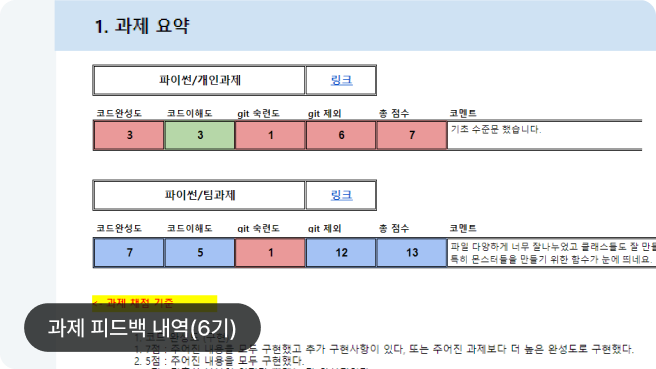 1. 과제 요약
파이썬/개인과제 링크
코드완성도 코드이해도 git 숙련도 git 제외 총 점수 코멘트
3 3 1 6 7 기초 수준문 했습니다.
파이썬/팀과제 링크
코드완성도 코드이해도 git 숙련도 git 제외 총 점수 코멘트
7 5 1 12 13 파일 다양하게 너무 잘나누었고 클래스들도 잘 만들
특히 몬스터들을 만들기 위한 함수가 눈에 띄네요.
<- 과제 채점 기준
과제 피드백 내역(6기)
1. 7점 : 주어진 내용을 모두 구현했고 추가 구현사항이 있다, 또는 주어진 과제보다 더 높은 완성도로 구현했다.
2. 5점 : 주어진 내용을 모두 구현했다.